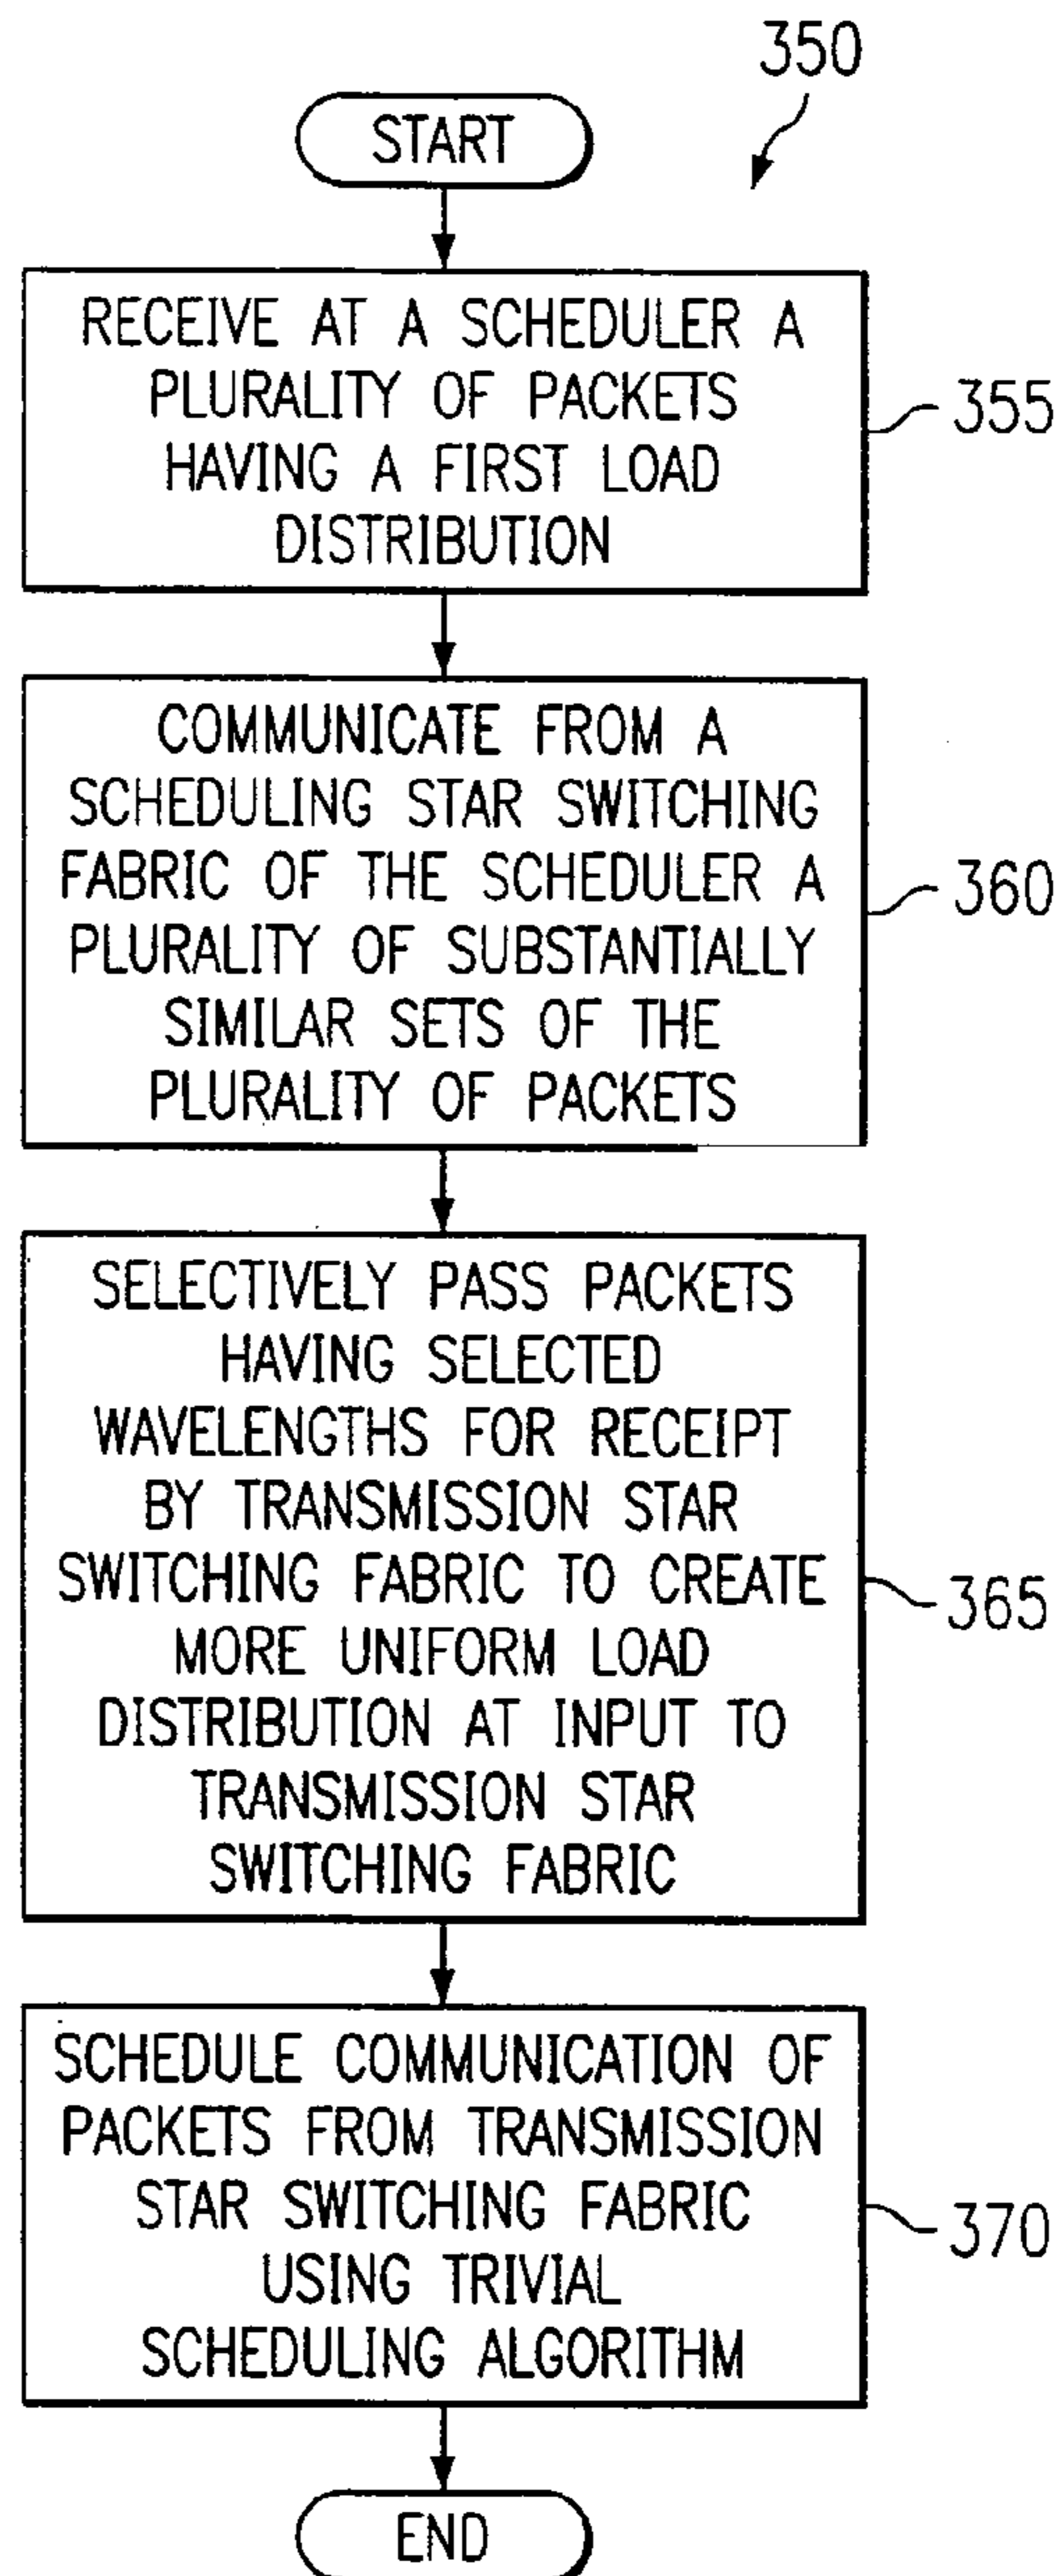 350
START
RECEIVE AT A SCHEDULER A
PLURALITY OF PACKETS
HAVING A FIRST LOAD
DISTRIBUTION
355
COMMUNICATE FROM A
SCHEDULING STAR SWITCHING
FABRIC OF THE SCHEDULER A
PLURALITY OF SUBSTANTIALLY
SIMILAR SETS OF THE
PLURALITY OF PACKETS
360
SELECTIVELY PASS PACKETS
HAVING SELECTED
WAVELENGTHS FOR RECEIPT
BY TRANSMISSION STAR
SWITCHING FABRIC TO CREATE
MORE UNIFORM LOAD
DISTRIBUTION AT INPUT TO
TRANSMISSION STAR
SWITCHING FABRIC
365
SCHEDULE COMMUNICATION OF
PACKETS FROM TRANSMISSION
STAR SWITCHING FABRIC
USING TRIVIAL
SCHEDULING ALGORITHM
370
END